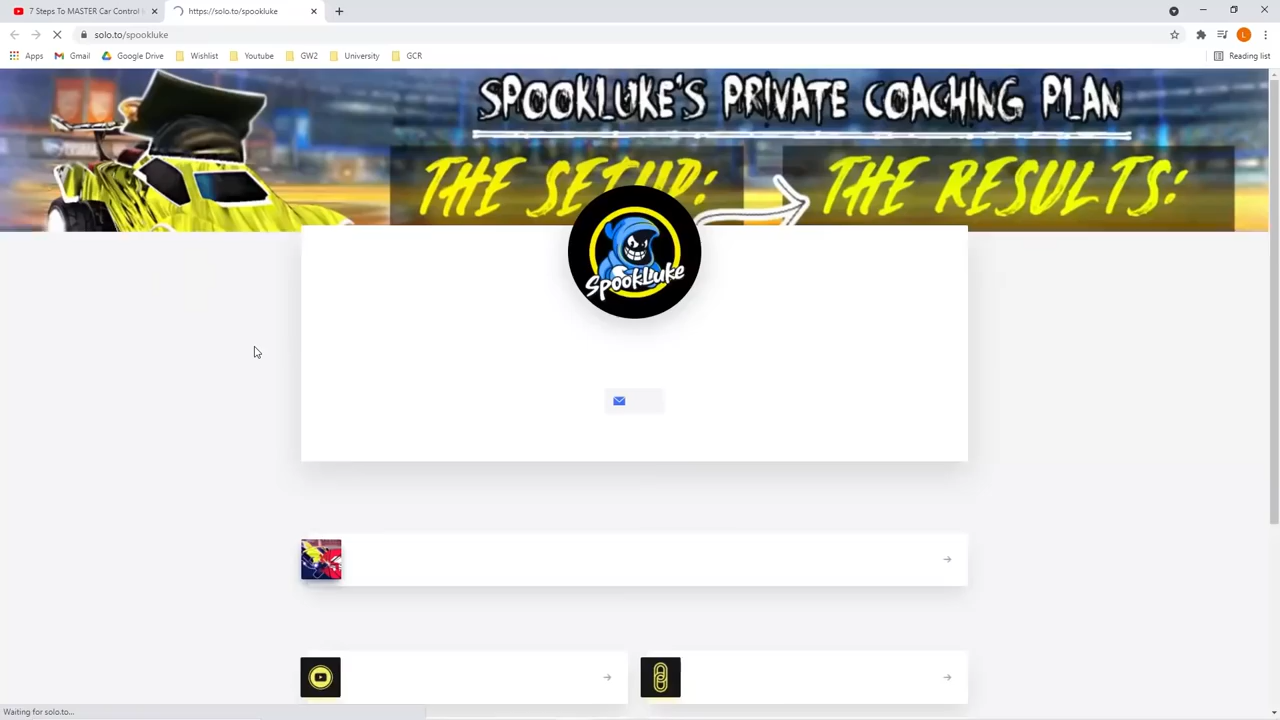 7 Steps To MASTER Car Control i
https://solo.to/spookluke
solo.to/spookluke
Apps
Gmail
Google Drive
Wishlist
Youtube
GW2
University
GCR
Reading list
L
SPOOKLUKE'S PRIVATE COACHING PLAN
THE SETUP:
THE RESULTS:
SpookLuke
Waiting for solo.to...